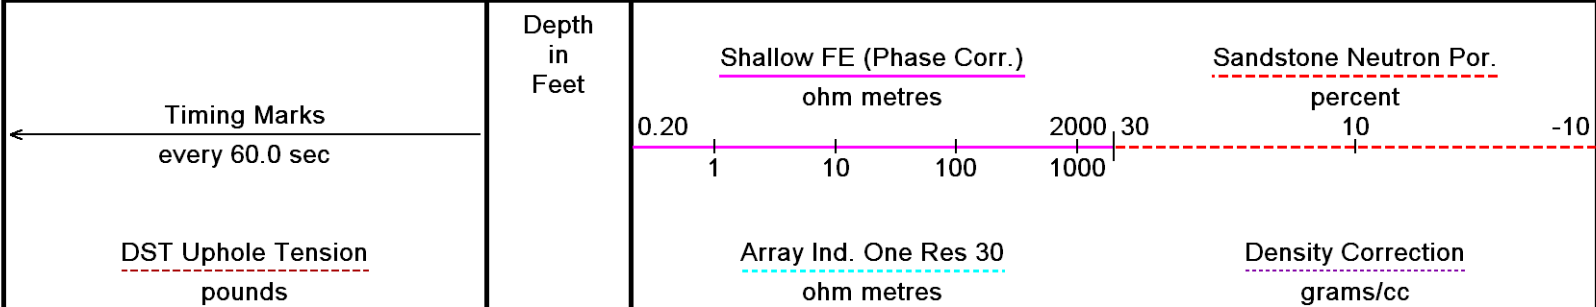 Timing Marks
every 60.0 sec
DST Uphole Tension
pounds
Depth
in
Feet
Shallow FE (Phase Corr.)
ohm metres
0.20 2000
1 10 100 1000
Array Ind. One Res 30
ohm metres
Sandstone Neutron Por.
percent
30 10 -10
Density Correction
grams/cc